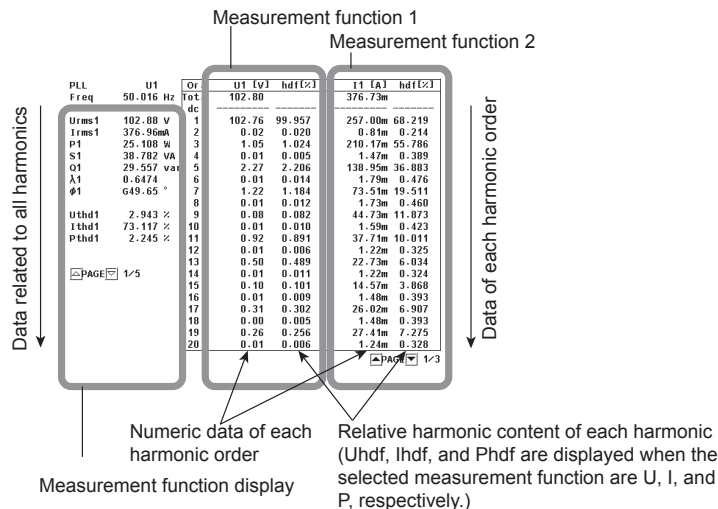 Measurement function 1
Measurement function 2
Data related to all harmonics
PLL U1
Freq 50.016 Hz
Urms1 102.88 V
Irms1 376.96mA
P1 25.108 W
S1 38.782 VA
Q1 29.557 var
λ1 0.6474
ϕ1 G49.65 °
Uthd1 2.943 %
Ithd1 73.117 %
Pthd1 2.245 %
△PAGE▽ 1/5
Or. U1 [V] hdf[%] I1 [A] hdf[%]
Tot. 102.80 376.73m
dc -------- -------- -------- --------
1 102.76 99.957 257.00m 68.219
2 0.02 0.020 0.81m 0.214
3 1.05 1.024 210.17m 55.786
4 0.01 0.005 1.47m 0.389
5 2.27 2.206 138.95m 36.883
6 0.01 0.014 1.79m 0.476
7 1.22 1.184 73.51m 19.511
8 0.01 0.012 1.73m 0.460
9 0.08 0.082 44.73m 11.873
10 0.01 0.010 1.59m 0.423
11 0.92 0.891 37.71m 10.011
12 0.01 0.006 1.22m 0.325
13 0.50 0.489 22.73m 6.034
14 0.01 0.011 1.22m 0.324
15 0.10 0.101 14.57m 3.868
16 0.01 0.009 1.48m 0.393
17 0.31 0.302 26.02m 6.907
18 0.00 0.005 1.48m 0.393
19 0.26 0.256 27.41m 7.275
20 0.01 0.006 1.24m 0.328
▲PAGE▼ 1/3
Data of each harmonic order
Numeric data of each
harmonic order
Measurement function display
Relative harmonic content of each harmonic
(Uhdf, Ihdf, and Phdf are displayed when the
selected measurement function are U, I, and
P, respectively.)